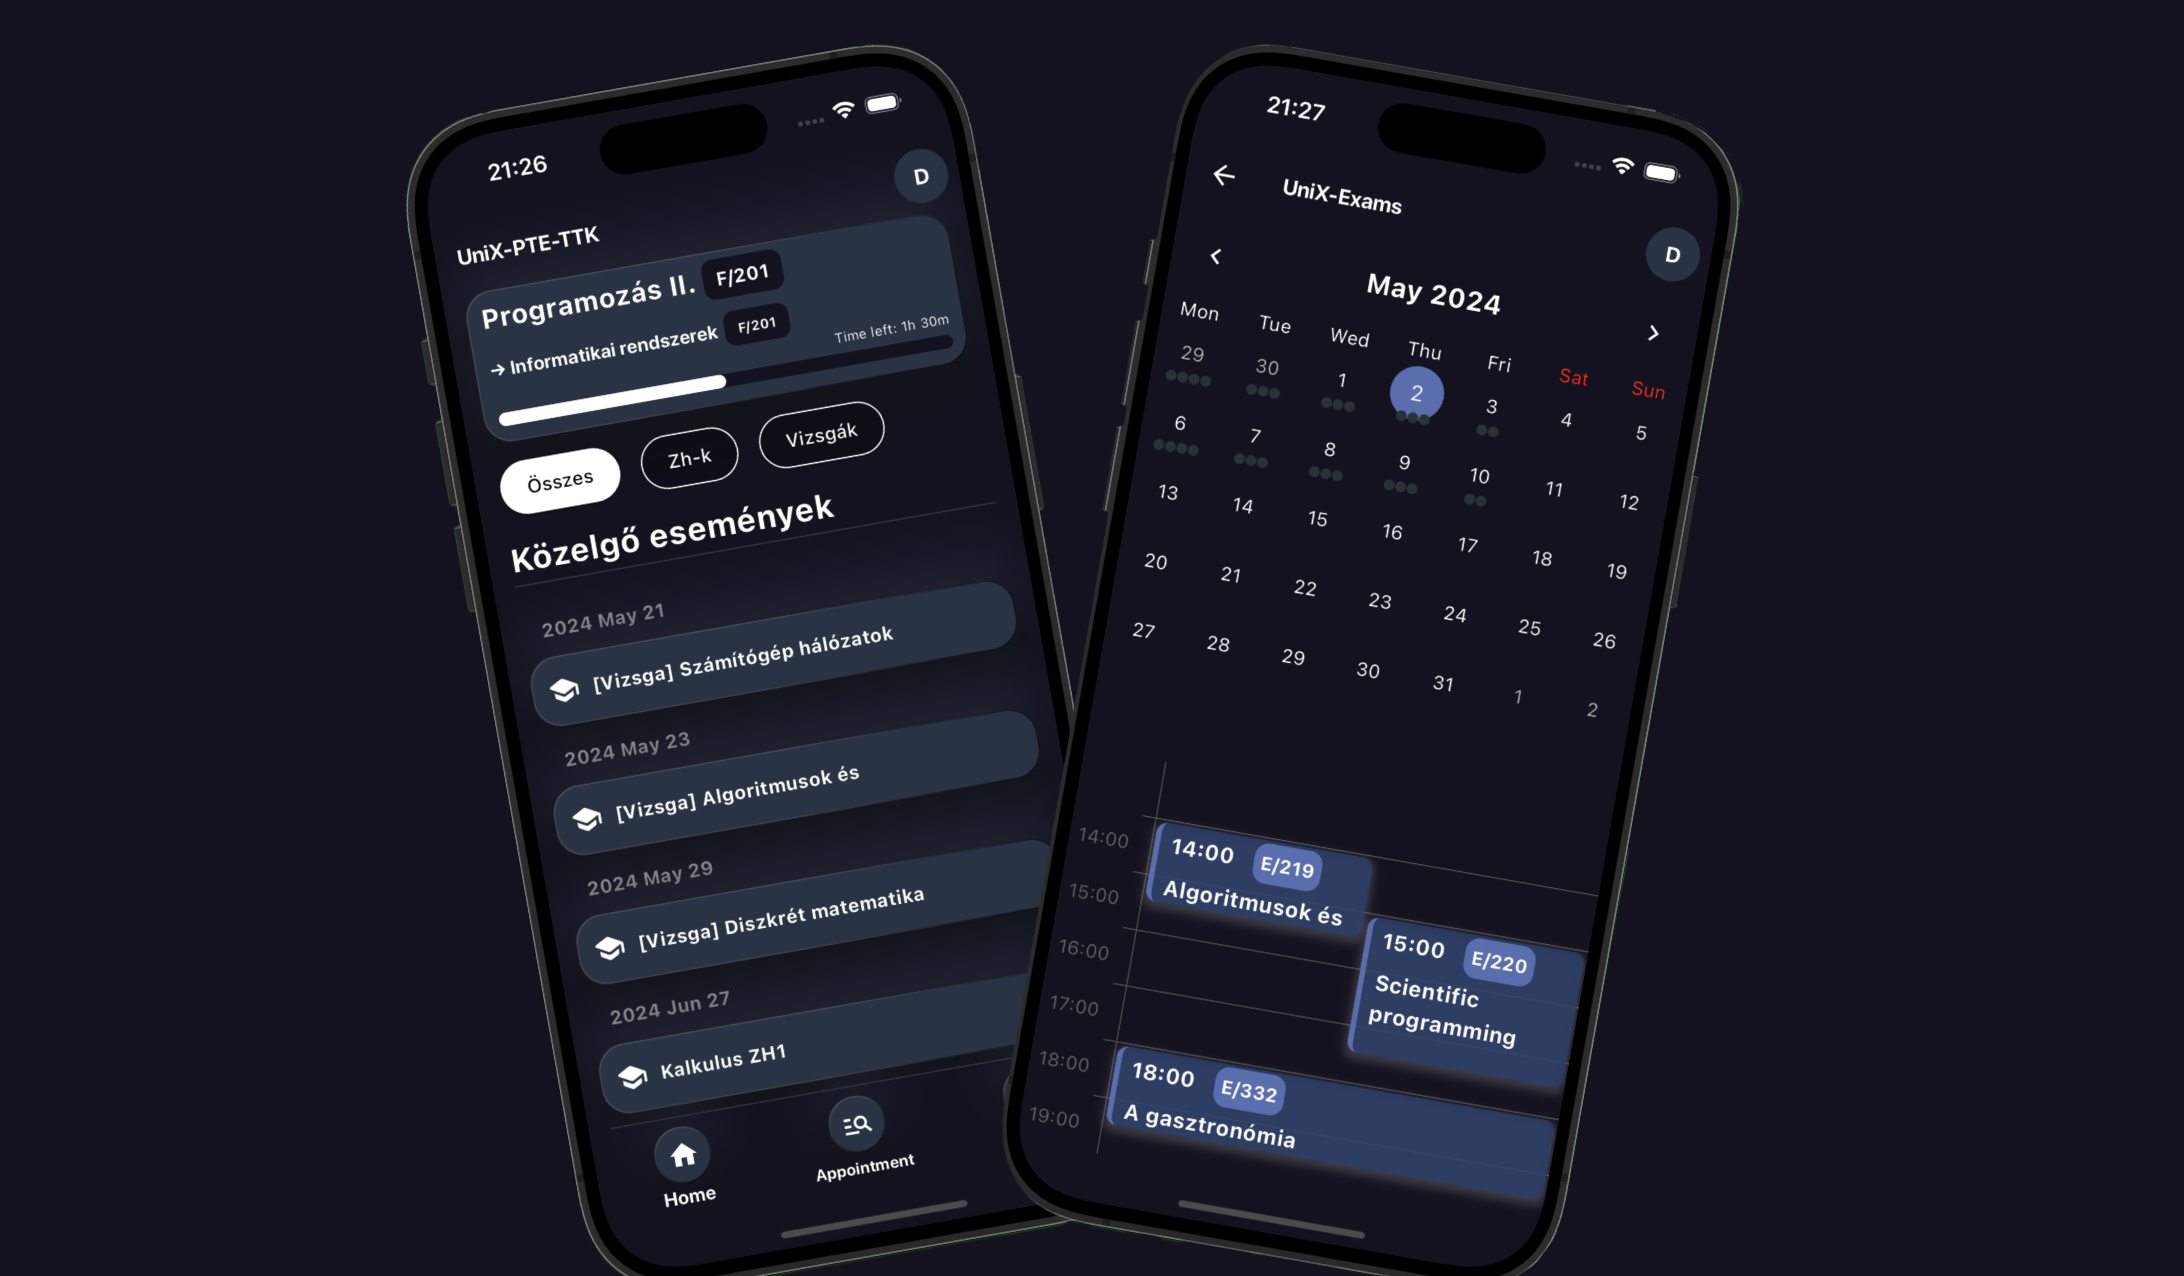 21:26
D
UniX-PTE-TTK
Programozás II. F/201
→ Informatikai rendszerek F/201
Time left: 1h 30m
Összes Zh-k Vizsgák
Közelgő események
2024 May 21
[Vizsga] Számítógép hálózatok
2024 May 23
[Vizsga] Algoritmusok és
2024 May 29
[Vizsga] Diszkrét matematika
2024 Jun 27
Kalkulus ZH1
Home Appointment
21:27
UniX-Exams
D
May 2024
Mon Tue Wed Thu Fri Sat Sun
29 30 1 2 3 4 5
6 7 8 9 10 11 12
13 14 15 16 17 18 19
20 21 22 23 24 25 26
27 28 29 30 31 1 2
14:00
14:00 E/219
Algoritmusok és
15:00
15:00 E/220
Scientific
programming
16:00
17:00
18:00
18:00 E/332
A gasztronómia
19:00